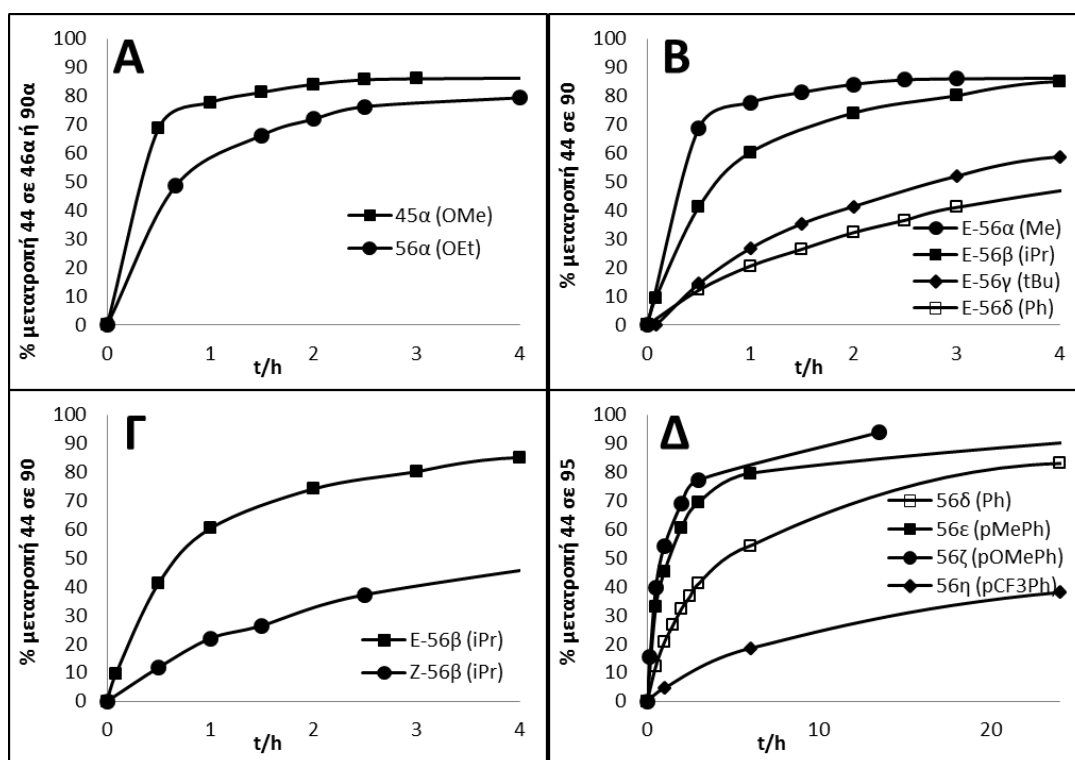 Α
% μετατροπή 44 σε 46α ή 90α
100
90
80
70
60
50
40
30
20
10
0
45α (OMe)
56α (OEt)
0 1 2 3 4
t/h
Β
% μετατροπή 44 σε 90
100
90
80
70
60
50
40
30
20
10
0
E-56α (Me)
E-56β (iPr)
E-56γ (tBu)
E-56δ (Ph)
0 1 2 3 4
t/h
Γ
% μετατροπή 44 σε 90
100
90
80
70
60
50
40
30
20
10
0
E-56β (iPr)
Z-56β (iPr)
0 1 2 3 4
t/h
Δ
% μετατροπή 44 σε 95
100
90
80
70
60
50
40
30
20
10
0
56δ (Ph)
56ε (pMePh)
56ζ (pOMePh)
56η (pCF3Ph)
0 10 20
t/h